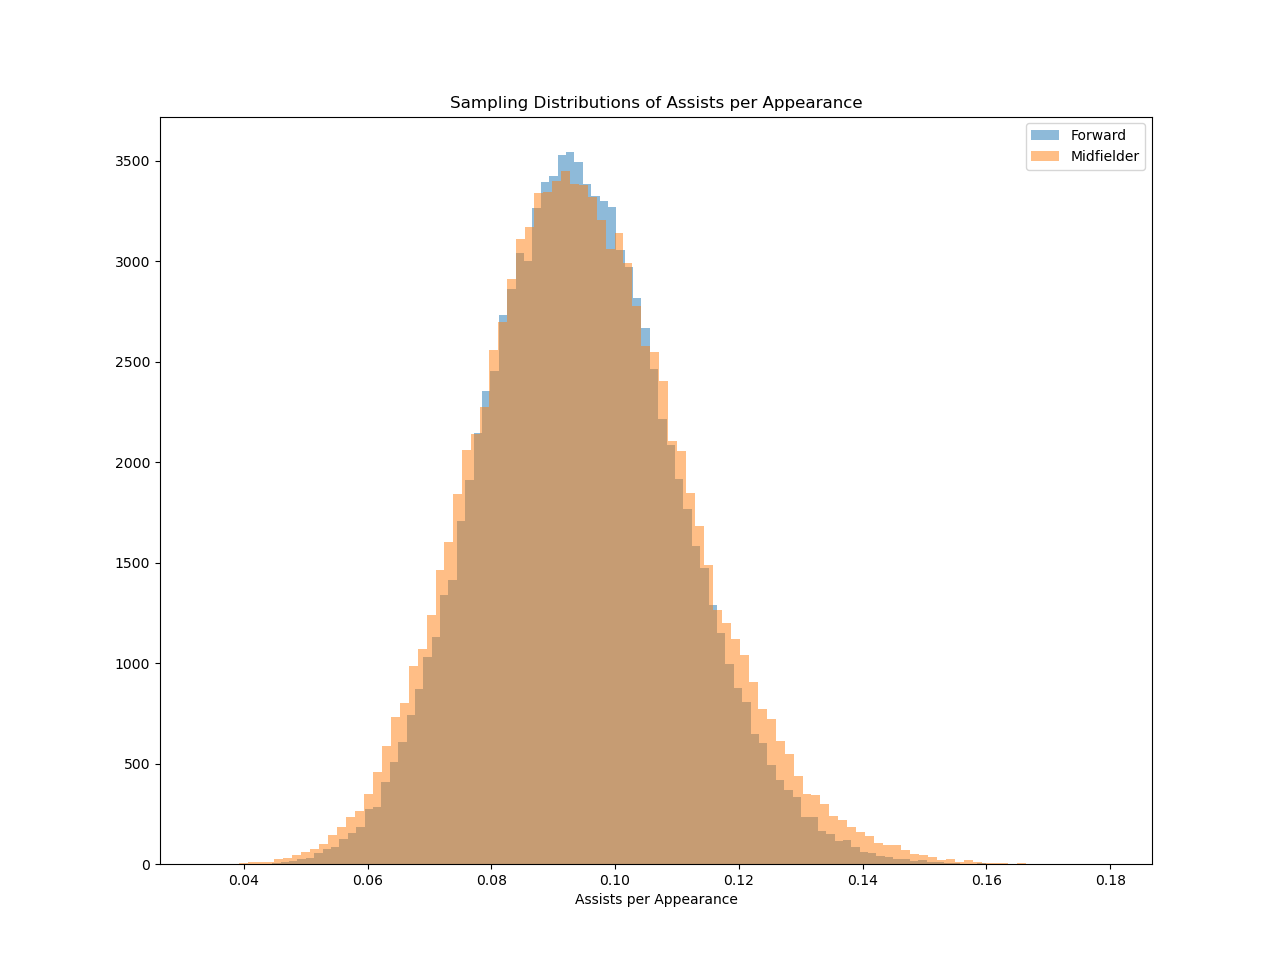 Sampling Distributions of Assists per Appearance
Forward
Midfielder
3500
3000
2500
2000
1500
1000
500
0
0.04 0.06 0.08 0.10 0.12 0.14 0.16 0.18
Assists per Appearance